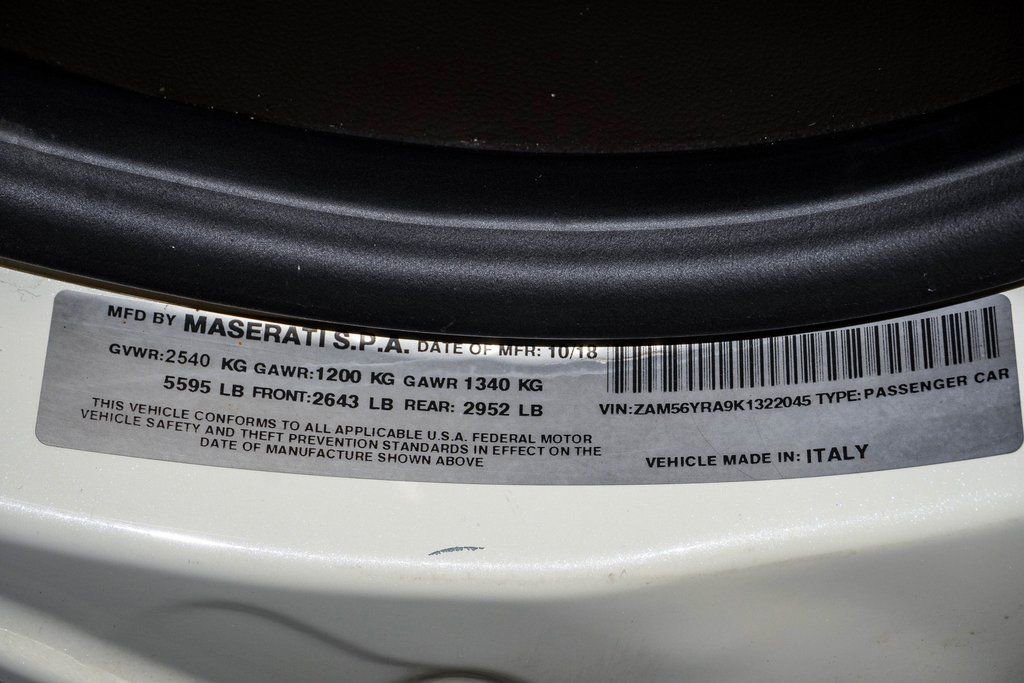 MFD BY MASERATI S.P.A. DATE OF MFR: 10/18
GVWR:2540 KG GAWR:1200 KG GAWR 1340 KG
5595 LB FRONT:2643 LB REAR: 2952 LB
THIS VEHICLE CONFORMS TO ALL APPLICABLE U.S.A. FEDERAL MOTOR
VEHICLE SAFETY AND THEFT PREVENTION STANDARDS IN EFFECT ON THE
DATE OF MANUFACTURE SHOWN ABOVE
VIN:ZAM56YRA9K1322045 TYPE:PASSENGER CAR
VEHICLE MADE IN: ITALY